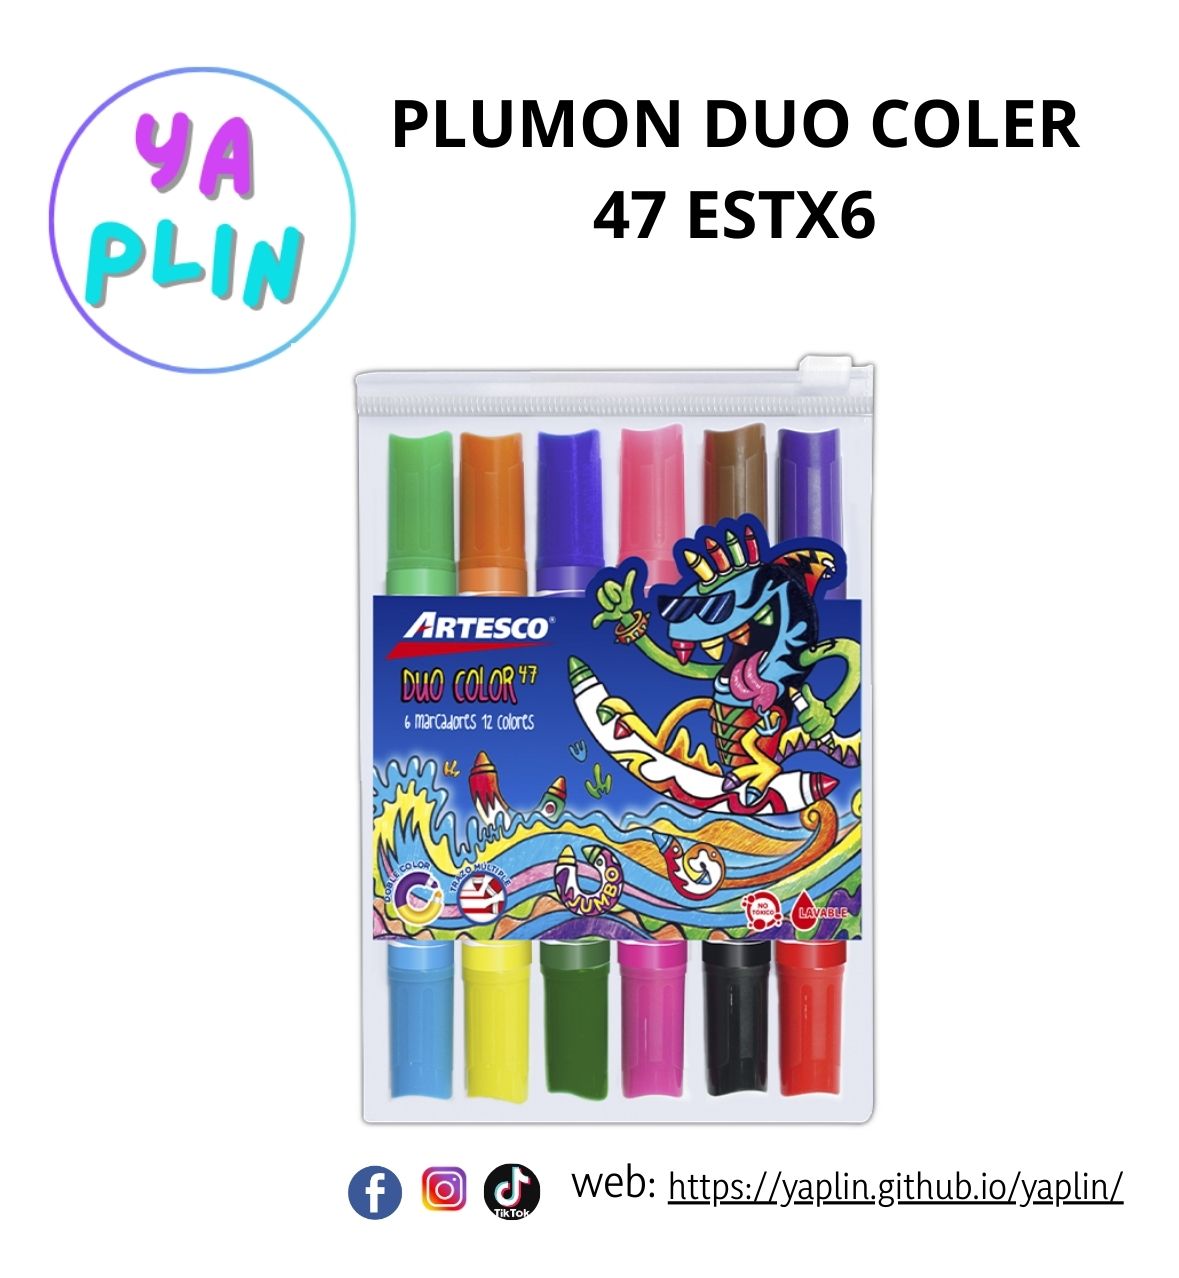 YA
PLIN
PLUMON DUO COLER
47 ESTX6
ARTESCO®
DUO COLOR 47
6 marcadores 12 colores
DOBLE COLOR
TRAZO MÚLTIPLE
JUMBO
NO
TOXICO
LAVABLE
TikTok
web: https://yaplin.github.io/yaplin/